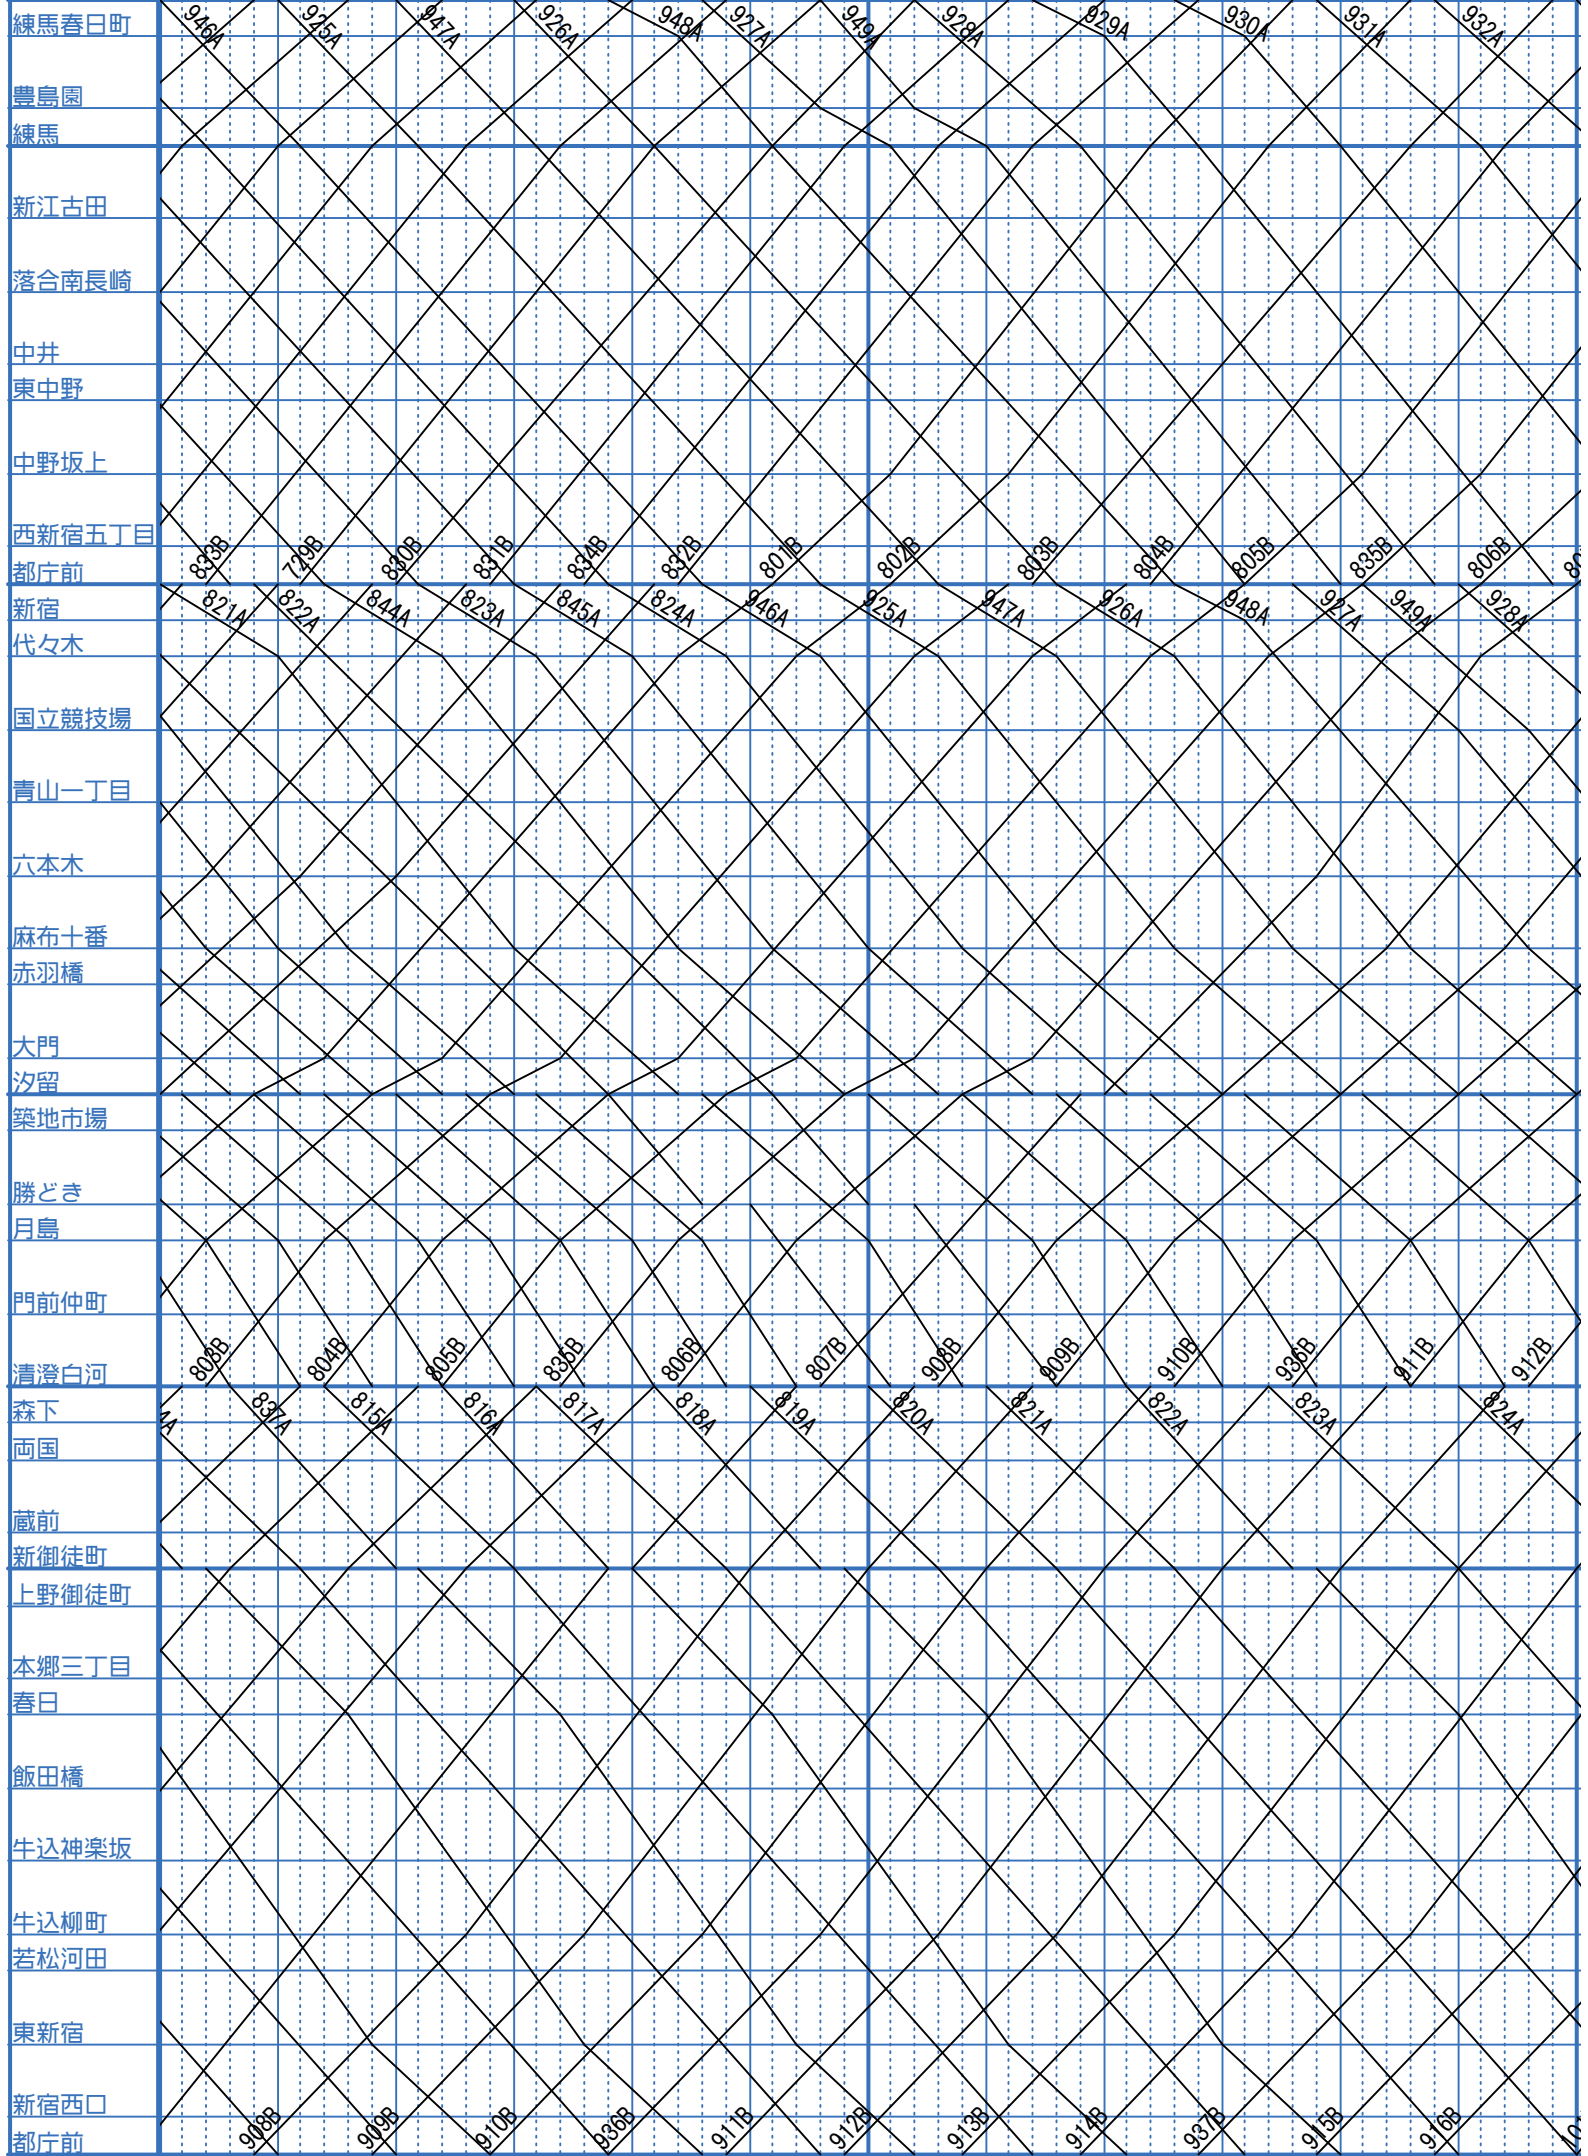 練馬春日町
946A 925A 947A 926A 948A 927A 949A 928A 929A 930A 931A 932A
豊島園
練馬
新江古田
落合南長崎
中井
東中野
中野坂上
西新宿五丁目
833B 729B 830B 831B 834B 832B 801B 802B 803B 804B 805B 835B 806B
都庁前
新宿
821A 822A 844A 823A 845A 824A 946A 925A 947A 926A 948A 927A 949A 928A
代々木
国立競技場
青山一丁目
六本木
麻布十番
赤羽橋
大門
汐留
築地市場
勝どき
月島
門前仲町
清澄白河
803B 804B 805B 835B 806B 807B 908B 909B 910B 936B 911B 912B
森下
4A 837A 815A 816A 817A 818A 819A 820A 821A 822A 823A 824A
両国
蔵前
新御徒町
上野御徒町
本郷三丁目
春日
飯田橋
牛込神楽坂
牛込柳町
若松河田
東新宿
新宿西口
都庁前
908B 909B 910B 936B 911B 912B 913B 914B 937B 915B 916B